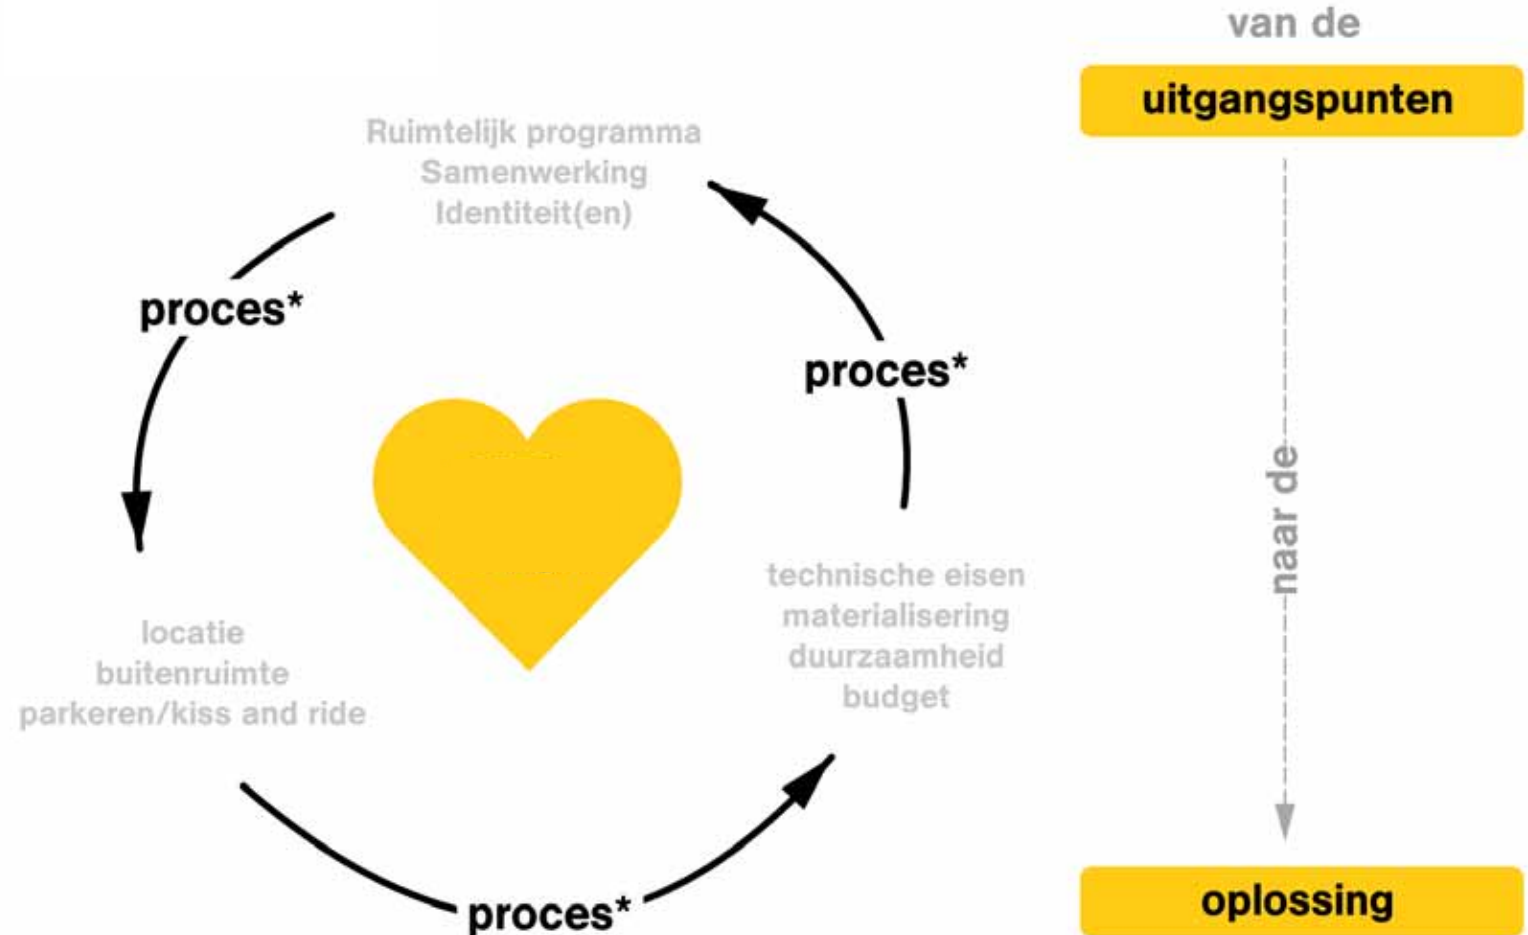 Ruimtelijk programma
Samenwerking
Identiteit(en)
proces*
locatie
buitenruimte
parkeren/kiss and ride
proces*
technische eisen
materialisering
duurzaamheid
budget
proces*
van de
uitgangspunten
naar de
oplossing